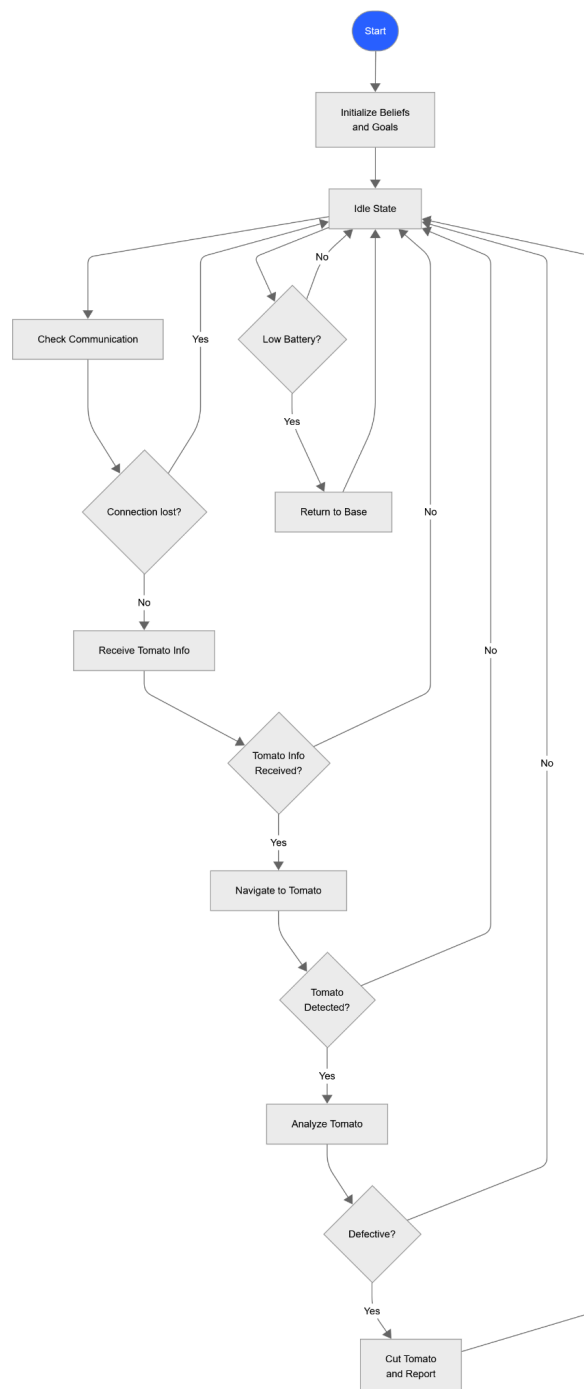 Start
Initialize Beliefs
and Goals
Idle State
No
Check Communication
Yes
Low Battery?
Yes
Connection lost?
Return to Base
No
No
Receive Tomato Info
No
Tomato Info
Received?
No
Yes
Navigate to Tomato
Tomato
Detected?
Yes
Analyze Tomato
Defective?
Yes
Cut Tomato
and Report